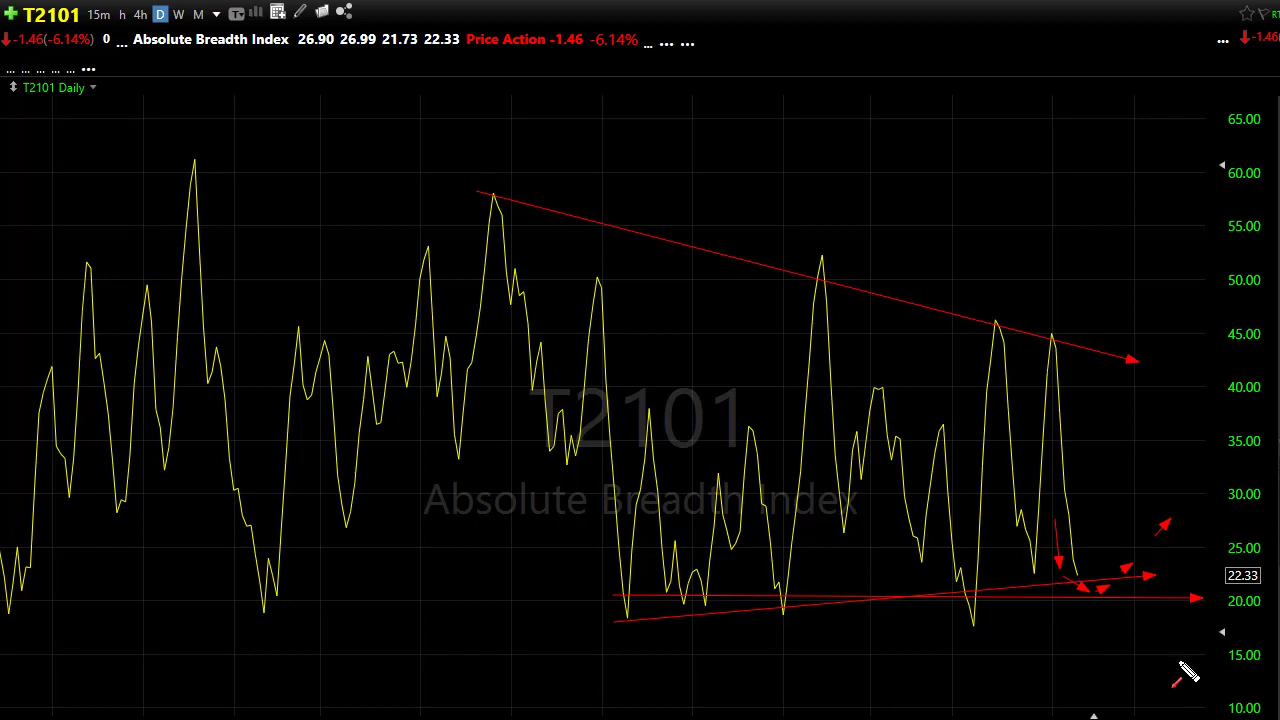 T2101 15m h 4h D W M T RT
-1.46(-6.14%) 0 ... Absolute Breadth Index 26.90 26.99 21.73 22.33 Price Action -1.46 -6.14% ... ... ... ... -1.46
... ... ... ... ... ...
T2101 Daily
65.00
60.00
55.00
50.00
45.00
40.00
T2101
35.00
Absolute Breadth Index
30.00
25.00
22.33
20.00
15.00
10.00